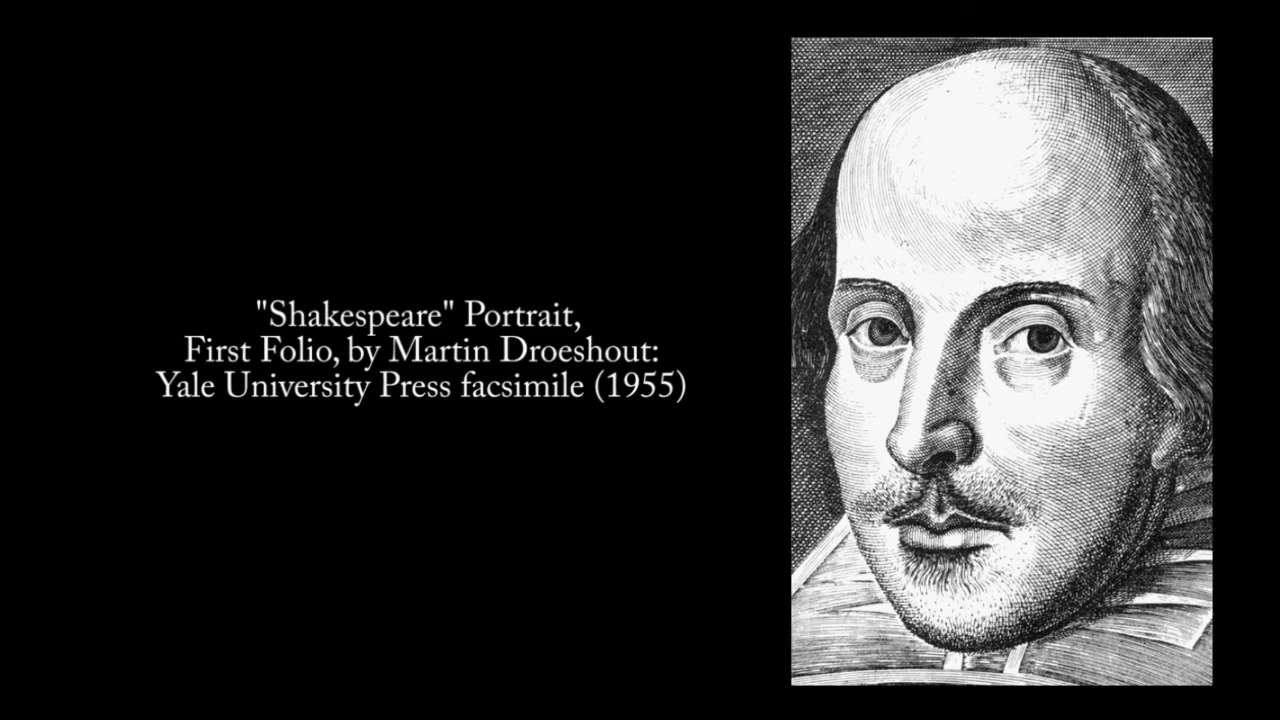 "Shakespeare" Portrait,
First Folio, by Martin Droeshout:
Yale University Press facsimile (1955)